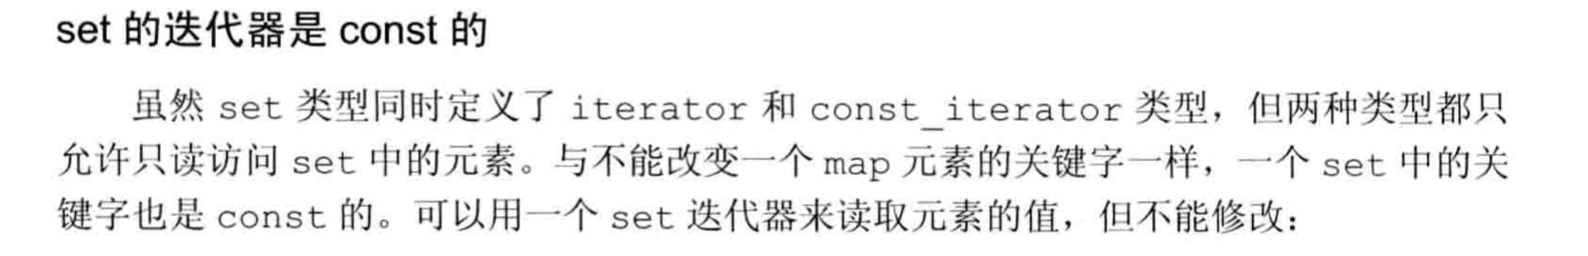 set 的迭代器是 const 的
虽然 set 类型同时定义了 iterator 和 const_iterator 类型，但两种类型都只
允许只读访问 set 中的元素。与不能改变一个 map 元素的关键字一样，一个 set 中的关
键字也是 const 的。可以用一个 set 迭代器来读取元素的值，但不能修改：